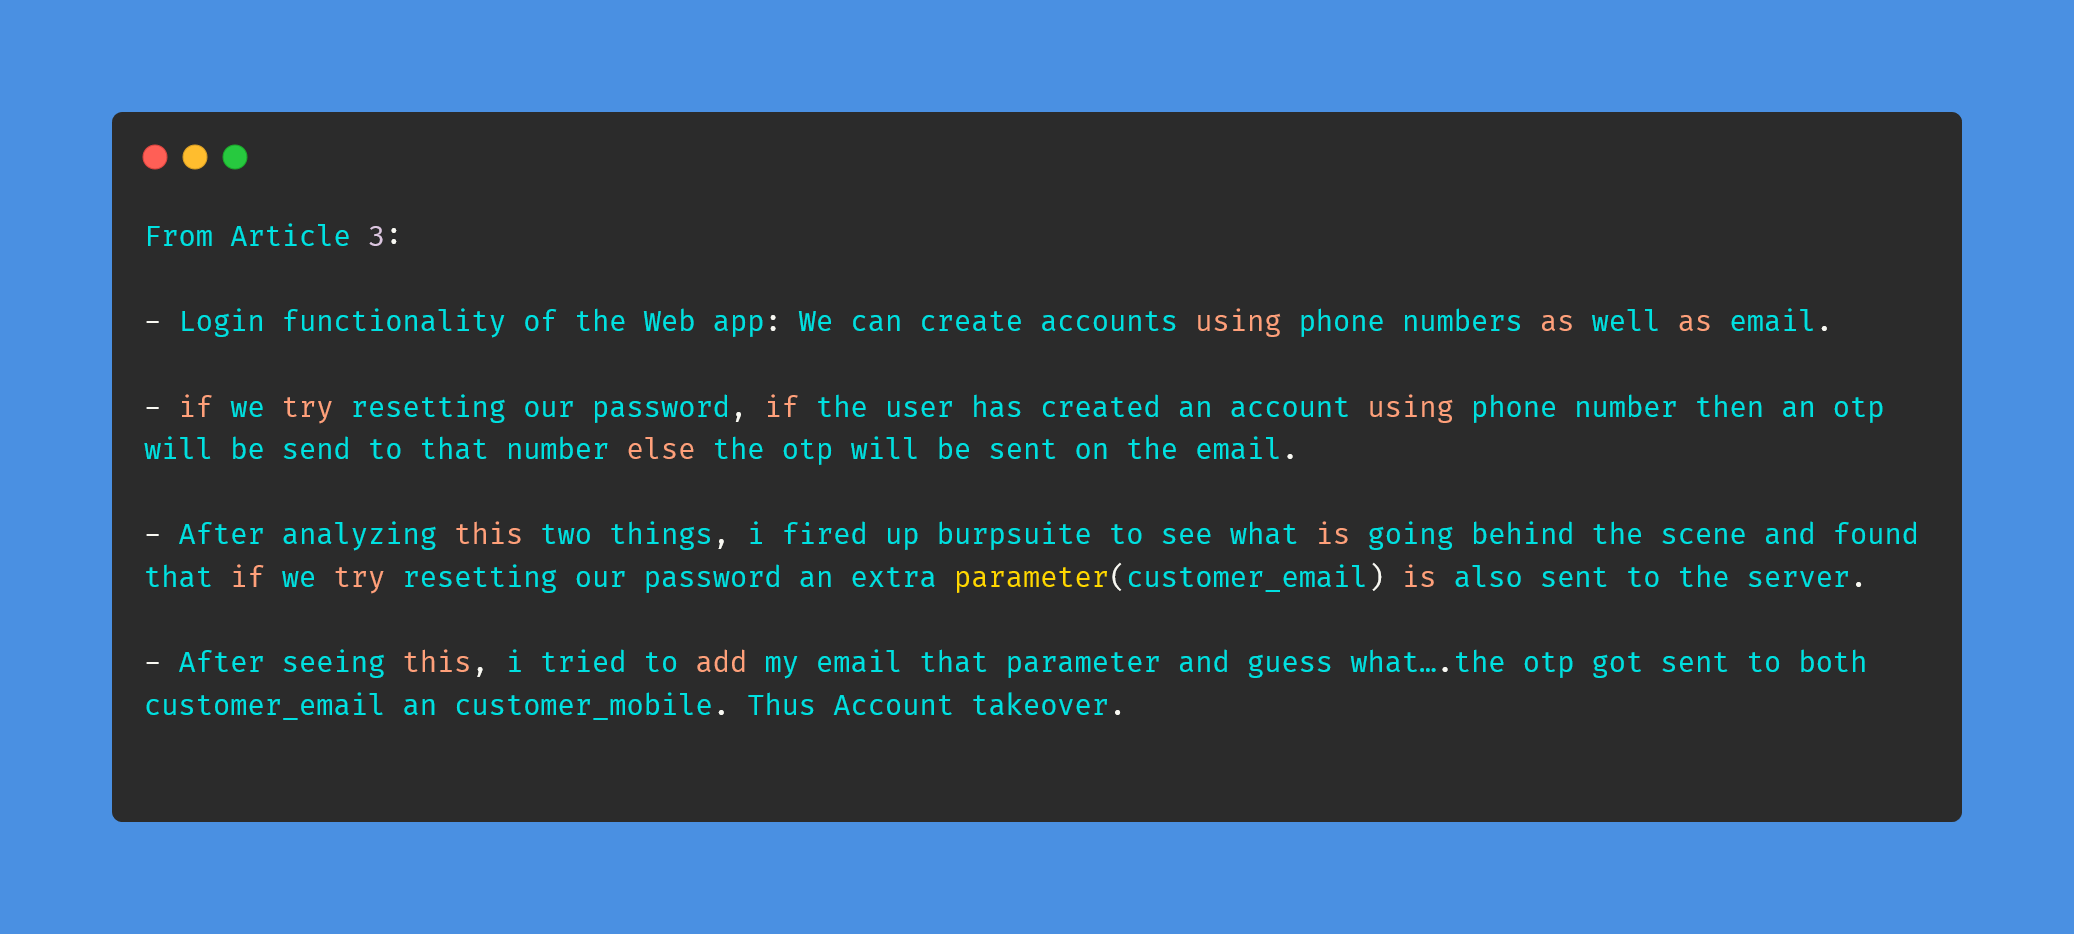 From Article 3:
- Login functionality of the Web app: We can create accounts using phone numbers as well as email.
- if we try resetting our password, if the user has created an account using phone number then an otp
will be send to that number else the otp will be sent on the email.
- After analyzing this two things, i fired up burpsuite to see what is going behind the scene and found
that if we try resetting our password an extra parameter(customer_email) is also sent to the server.
- After seeing this, i tried to add my email that parameter and guess what….the otp got sent to both
customer_email an customer_mobile. Thus Account takeover.